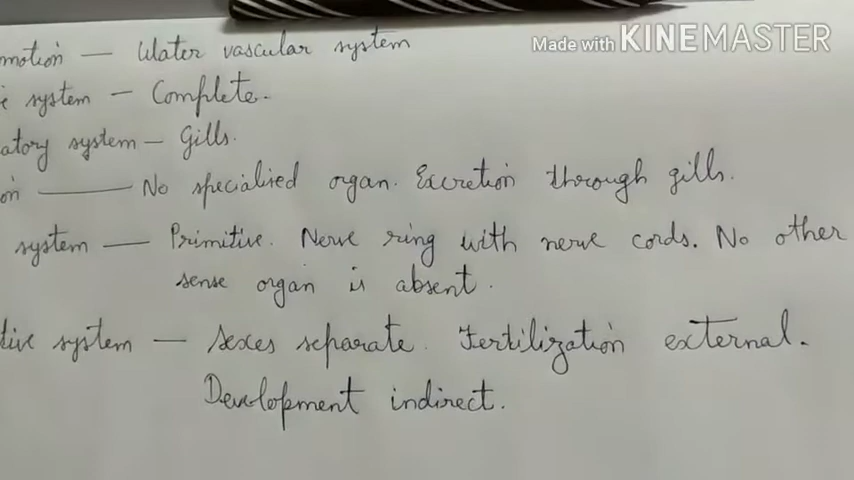 Made with KINEMASTER
motion — Water vascular system
e system — Complete.
atory system — Gills.
on — No specialised organ. Excretion through gills.
system — Primitive. Nerve ring with nerve cords. No other
sense organ is absent.
tive system — Sexes separate. Fertilization external.
Development indirect.